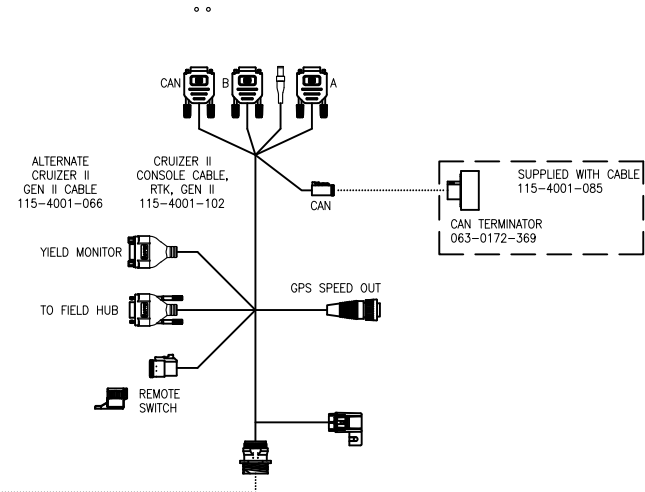 CAN
B
A
ALTERNATE
CRUIZER II
GEN II CABLE
115-4001-066
CRUIZER II
CONSOLE CABLE,
RTK, GEN II
115-4001-102
CAN
SUPPLIED WITH CABLE
115-4001-085
CAN TERMINATOR
063-0172-369
YIELD MONITOR
GPS SPEED OUT
TO FIELD HUB
REMOTE
SWITCH